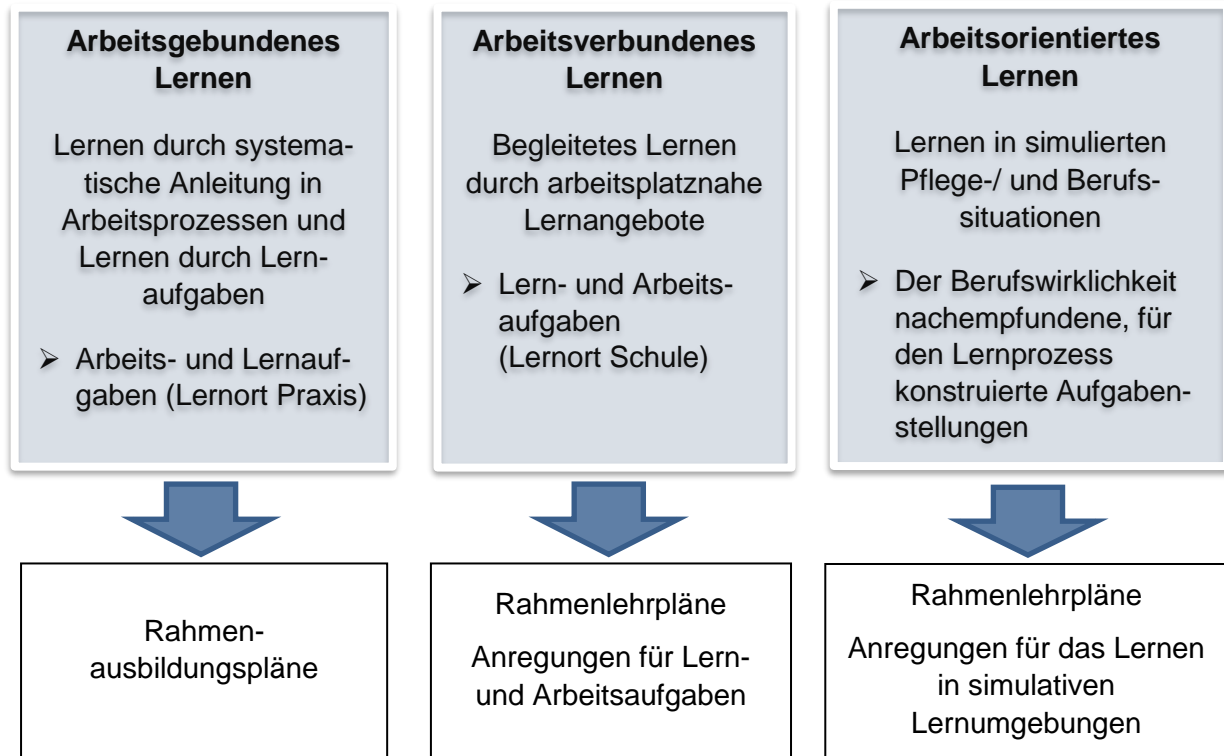 Arbeitsgebundenes
Lernen
Lernen durch systema-
tische Anleitung in
Arbeitsprozessen und
Lernen durch Lern-
aufgaben
➢ Arbeits- und Lernauf-
gaben (Lernort Praxis)
Arbeitsverbundenes
Lernen
Begleitetes Lernen
durch arbeitsplatznahe
Lernangebote
➢ Lern- und Arbeits-
aufgaben
(Lernort Schule)
Arbeitsorientiertes
Lernen
Lernen in simulierten
Pflege-/ und Berufs-
situationen
➢ Der Berufswirklichkeit
nachempfundene, für
den Lernprozess
konstruierte Aufgaben-
stellungen
Rahmen-
ausbildungspläne
Rahmenlehrpläne
Anregungen für Lern-
und Arbeitsaufgaben
Rahmenlehrpläne
Anregungen für das Lernen
in simulativen
Lernumgebungen